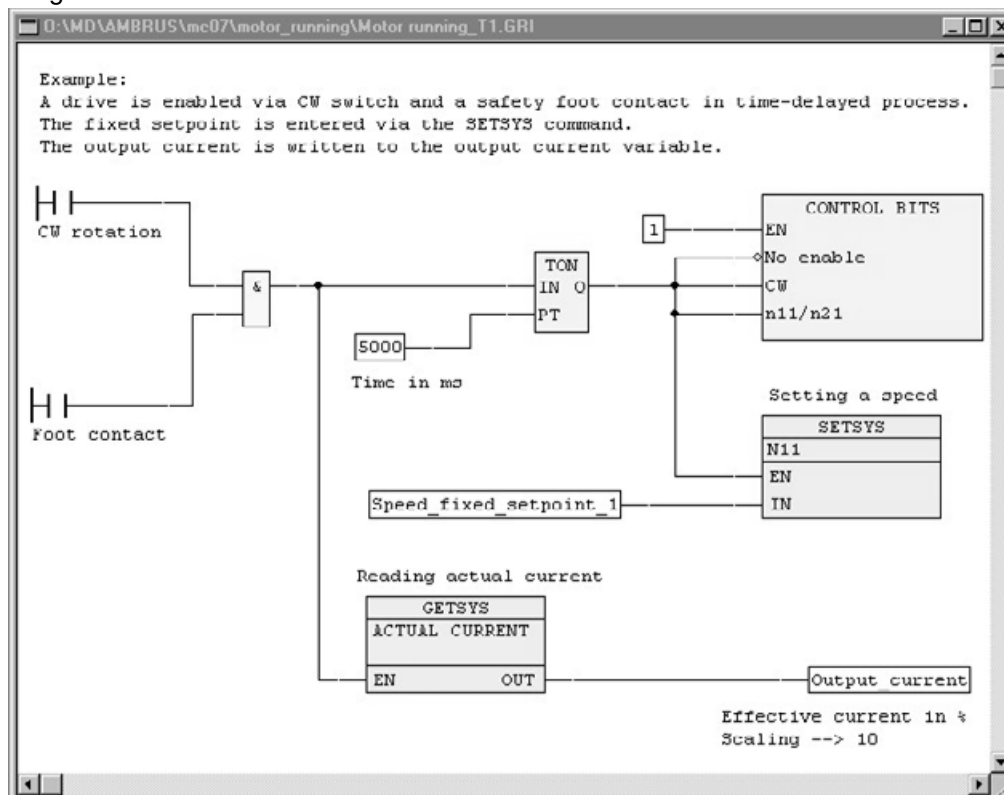 O:\MD\AMBRUS\mc07\motor_running\Motor running_T1.GRI
Example:
A drive is enabled via CW switch and a safety foot contact in time-delayed process.
The fixed setpoint is entered via the SETSYS command.
The output current is written to the output current variable.
CW rotation
&
Foot contact
5000
Time in ms
TON
IN Q
PT
1
CONTROL BITS
EN
No enable
CW
n11/n21
Setting a speed
SETSYS
N11
EN
IN
Speed_fixed_setpoint_1
Reading actual current
GETSYS
ACTUAL CURRENT
EN OUT
Output_current
Effective current in %
Scaling --> 10